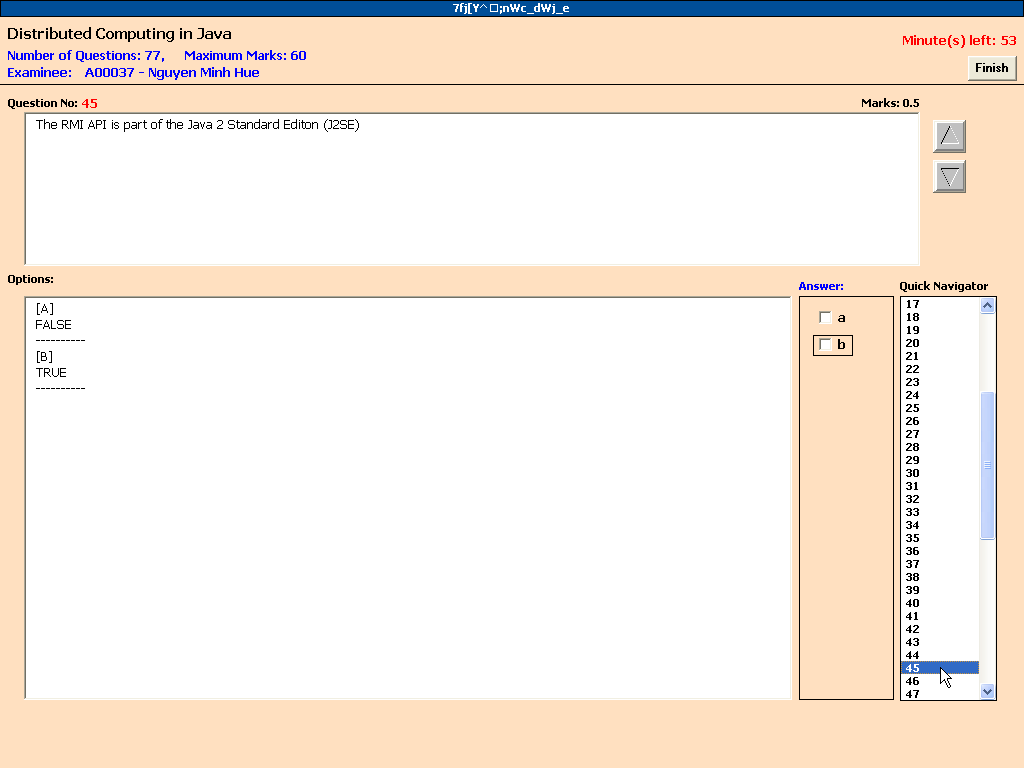 7fj[Y^ □;nWc_dWj_e
Distributed Computing in Java
Number of Questions: 77, Maximum Marks: 60
Minute(s) left: 53
Examinee: A00037 - Nguyen Minh Hue
Finish
Question No: 45
Marks: 0.5
The RMI API is part of the Java 2 Standard Editon (J2SE)
Options:
Answer:
Quick Navigator
[A]
FALSE
----------
[B]
TRUE
----------
a
b
17
18
19
20
21
22
23
24
25
26
27
28
29
30
31
32
33
34
35
36
37
38
39
40
41
42
43
44
45
46
47